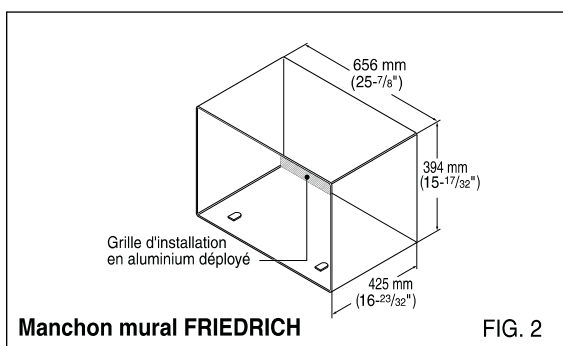 656 mm
(25-7/8")
394 mm
(15-17/32")
Grille d'installation
en aluminium déployé
425 mm
(16-23/32")
Manchon mural FRIEDRICH
FIG. 2